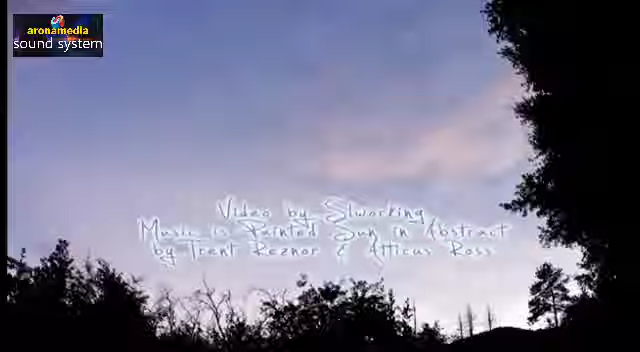 aronamedia
sound system
Video by Slworking
Music is Painted Sun in Abstract
by Trent Reznor & Atticus Ross